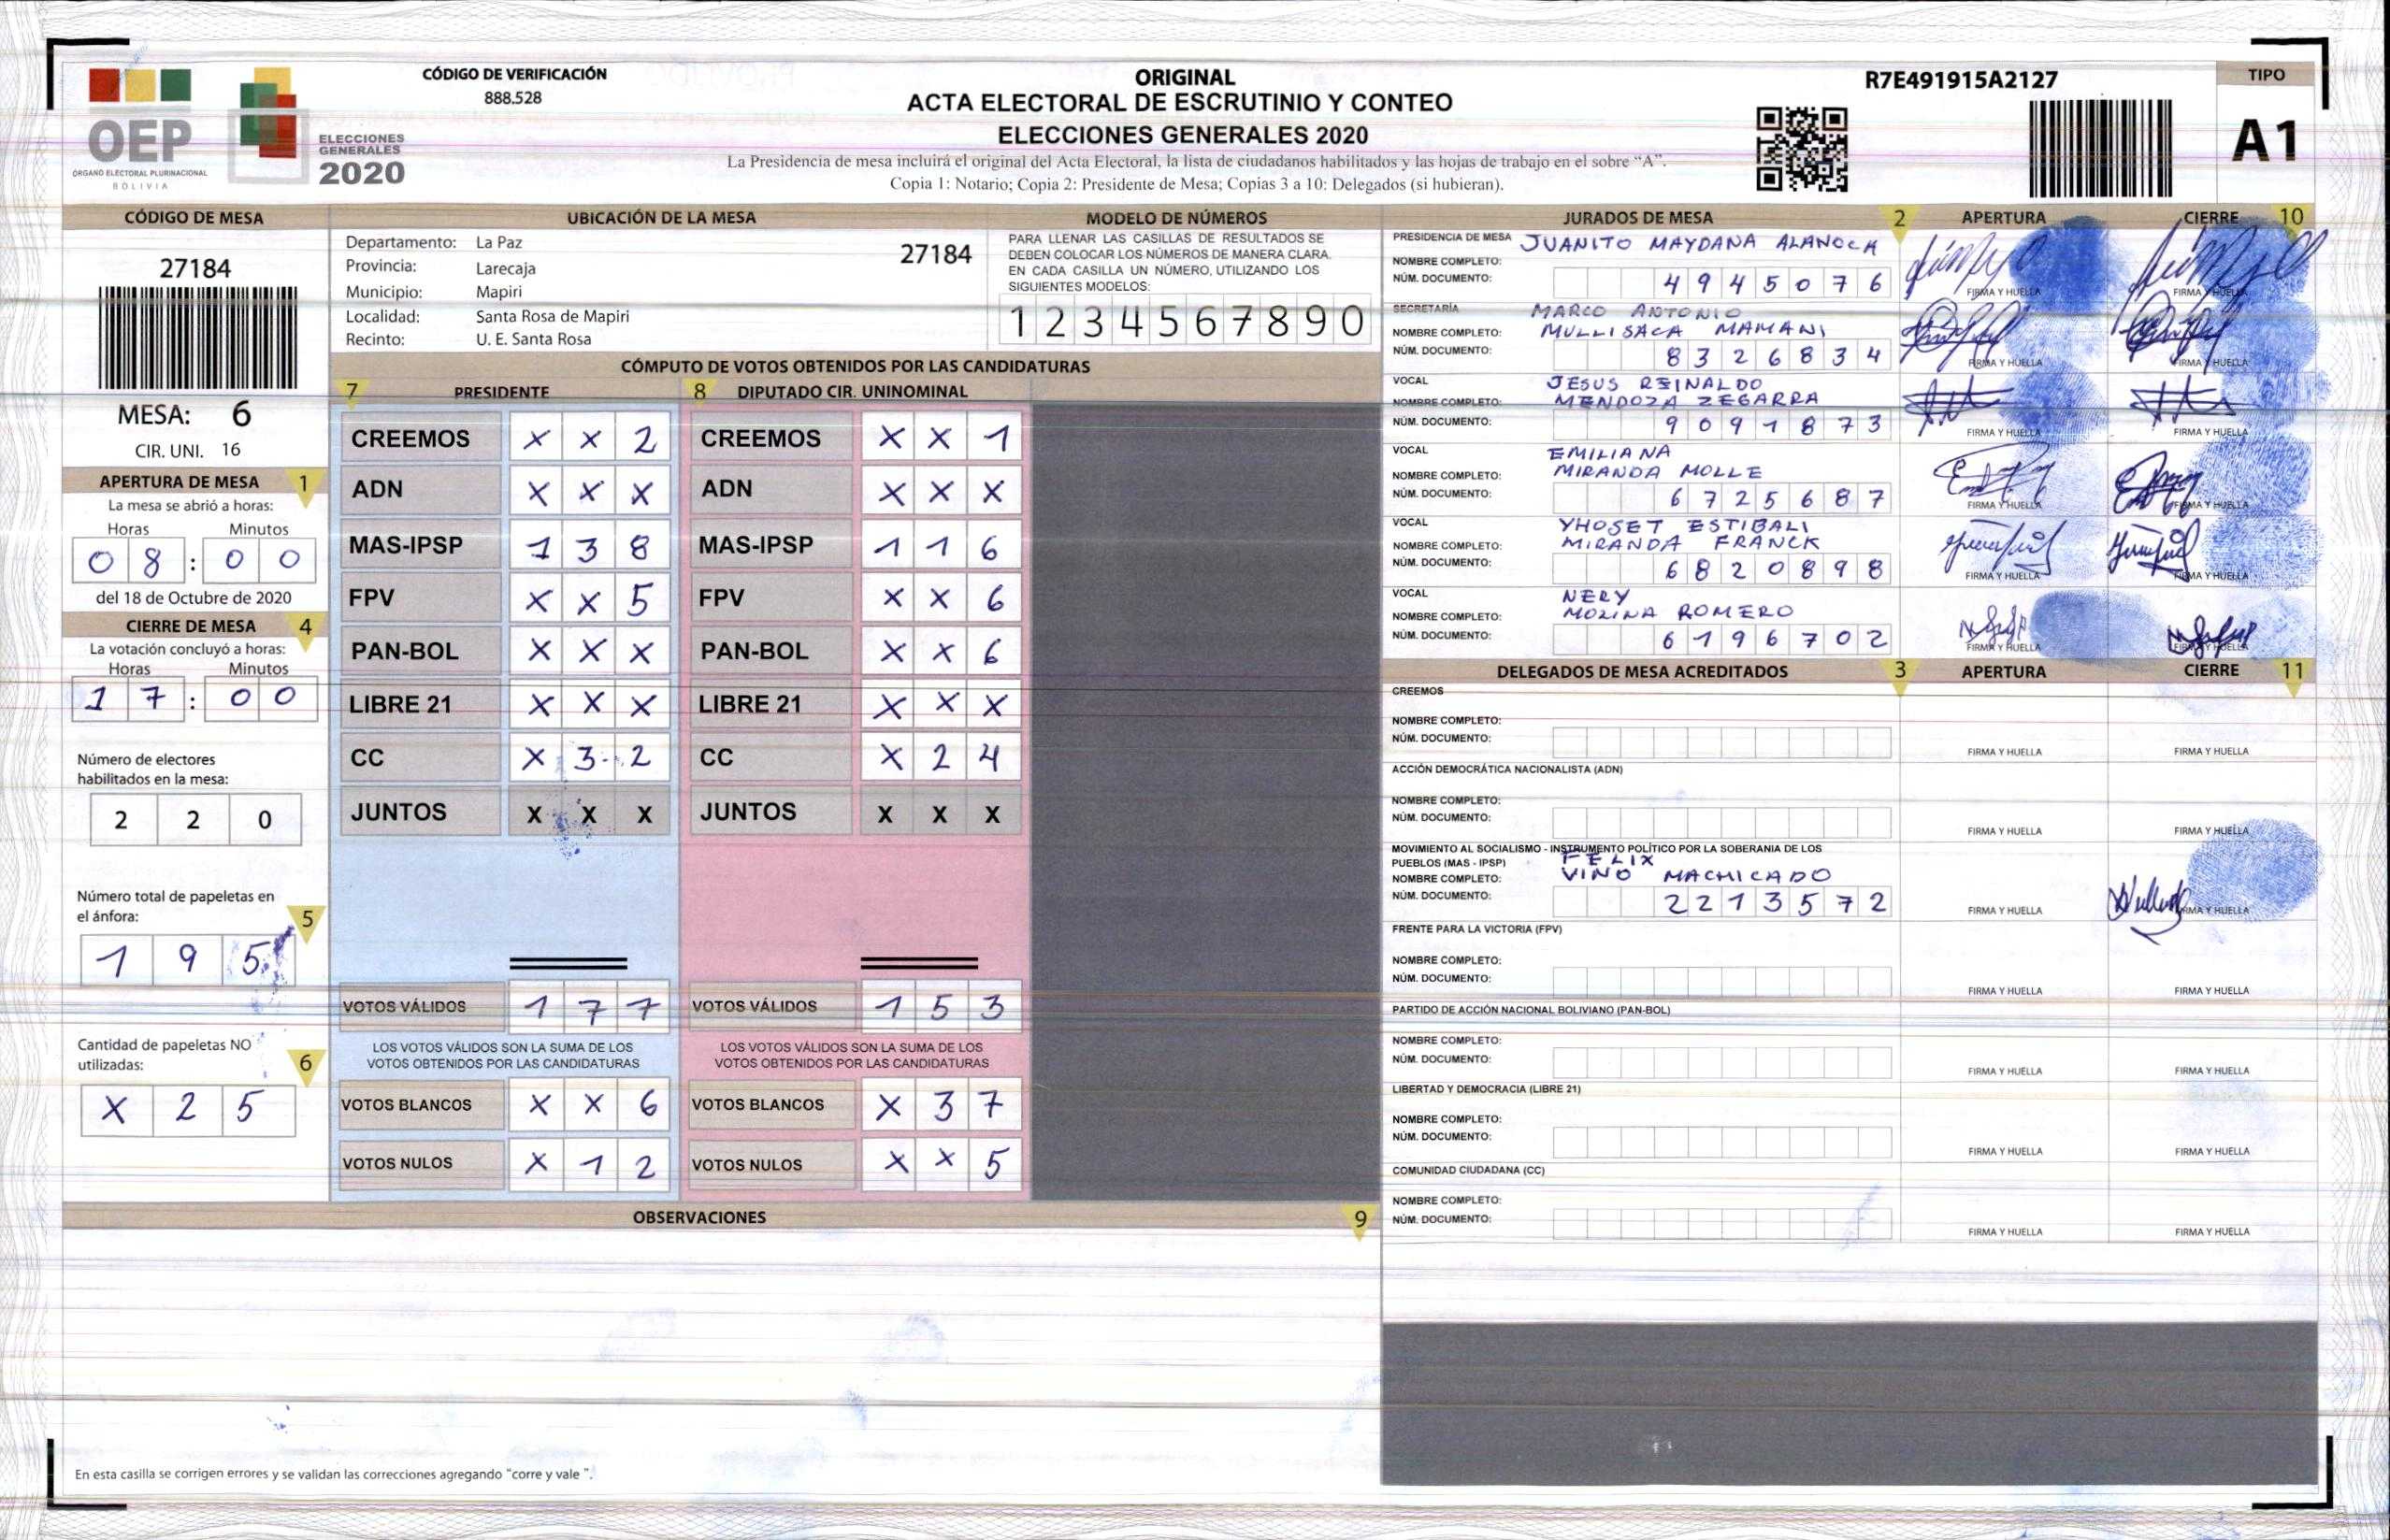 CÓDIGO DE VERIFICACIÓN
888.528
ORIGINAL
ACTA ELECTORAL DE ESCRUTINIO Y CONTEO
ELECCIONES GENERALES 2020
La Presidencia de mesa incluirá el original del Acta Electoral, la lista de ciudadanos habilitados y las hojas de trabajo en el sobre "A".
Copia 1: Notario; Copia 2: Presidente de Mesa; Copias 3 a 10: Delegados (si hubieran).
R7E491915A2127
TIPO
A1
OEP
ÓRGANO ELECTORAL PLURINACIONAL
BOLIVIA
ELECCIONES
GENERALES
2020
CÓDIGO DE MESA
27184
MESA: 6
CIR. UNI. 16
APERTURA DE MESA 1
La mesa se abrió a horas:
Horas Minutos
0 8 : 0 0
del 18 de Octubre de 2020
CIERRE DE MESA 4
La votación concluyó a horas:
Horas Minutos
1 7 : 0 0
Número de electores
habilitados en la mesa:
2 2 0
Número total de papeletas en
el ánfora: 5
1 9 5
Cantidad de papeletas NO
utilizadas: 6
X 2 5
UBICACIÓN DE LA MESA
Departamento: La Paz
27184
Provincia: Larecaja
Municipio: Mapiri
Localidad: Santa Rosa de Mapiri
Recinto: U. E. Santa Rosa
MODELO DE NÚMEROS
PARA LLENAR LAS CASILLAS DE RESULTADOS SE
DEBEN COLOCAR LOS NÚMEROS DE MANERA CLARA.
EN CADA CASILLA UN NÚMERO, UTILIZANDO LOS
SIGUIENTES MODELOS:
1 2 3 4 5 6 7 8 9 0
CÓMPUTO DE VOTOS OBTENIDOS POR LAS CANDIDATURAS
7 PRESIDENTE 8 DIPUTADO CIR. UNINOMINAL
CREEMOS X X 2 CREEMOS X X 1
ADN X X X ADN X X X
MAS-IPSP 1 3 8 MAS-IPSP 1 1 6
FPV X X 5 FPV X X 6
PAN-BOL X X X PAN-BOL X X 6
LIBRE 21 X X X LIBRE 21 X X X
CC X 3 2 CC X 2 4
JUNTOS X X X JUNTOS X X X
VOTOS VÁLIDOS 1 7 7 VOTOS VÁLIDOS 1 5 3
LOS VOTOS VÁLIDOS SON LA SUMA DE LOS LOS VOTOS VÁLIDOS SON LA SUMA DE LOS
VOTOS OBTENIDOS POR LAS CANDIDATURAS VOTOS OBTENIDOS POR LAS CANDIDATURAS
VOTOS BLANCOS X X 6 VOTOS BLANCOS X 3 7
VOTOS NULOS X 1 2 VOTOS NULOS X X 5
OBSERVACIONES 9
En esta casilla se corrigen errores y se validan las correcciones agregando "corre y vale ".
JURADOS DE MESA 2 APERTURA CIERRE 10
PRESIDENCIA DE MESA JUANITO MAYDANA ALANOCA
NOMBRE COMPLETO:
NÚM. DOCUMENTO: 4 9 4 5 0 7 6 FIRMA Y HUELLA FIRMA Y HUELLA
SECRETARÍA MARCO ANTONIO
NOMBRE COMPLETO: MULLISACA MAMANI
NÚM. DOCUMENTO: 8 3 2 6 8 3 4 FIRMA Y HUELLA FIRMA Y HUELLA
VOCAL JESUS REINALDO
NOMBRE COMPLETO: MENDOZA ZEGARRA
NÚM. DOCUMENTO: 9 0 9 1 8 7 3 FIRMA Y HUELLA FIRMA Y HUELLA
VOCAL EMILIANA
NOMBRE COMPLETO: MIRANDA MOLLE
NÚM. DOCUMENTO: 6 7 2 5 6 8 7 FIRMA Y HUELLA FIRMA Y HUELLA
VOCAL YHOSET ESTIBALI
NOMBRE COMPLETO: MIRANDA FRANCK
NÚM. DOCUMENTO: 6 8 2 0 8 9 8 FIRMA Y HUELLA FIRMA Y HUELLA
VOCAL NERY
NOMBRE COMPLETO: MOLINA ROMERO
NÚM. DOCUMENTO: 6 1 9 6 7 0 2 FIRMA Y HUELLA FIRMA Y HUELLA
DELEGADOS DE MESA ACREDITADOS 3 APERTURA CIERRE 11
CREEMOS
NOMBRE COMPLETO:
NÚM. DOCUMENTO: FIRMA Y HUELLA FIRMA Y HUELLA
ACCIÓN DEMOCRÁTICA NACIONALISTA (ADN)
NOMBRE COMPLETO:
NÚM. DOCUMENTO: FIRMA Y HUELLA FIRMA Y HUELLA
MOVIMIENTO AL SOCIALISMO - INSTRUMENTO POLÍTICO POR LA SOBERANIA DE LOS
PUEBLOS (MAS - IPSP) FELIX
NOMBRE COMPLETO: VINO MACHICADO
NÚM. DOCUMENTO: 2 2 1 3 5 7 2 FIRMA Y HUELLA FIRMA Y HUELLA
FRENTE PARA LA VICTORIA (FPV)
NOMBRE COMPLETO:
NÚM. DOCUMENTO: FIRMA Y HUELLA FIRMA Y HUELLA
PARTIDO DE ACCIÓN NACIONAL BOLIVIANO (PAN-BOL)
NOMBRE COMPLETO:
NÚM. DOCUMENTO: FIRMA Y HUELLA FIRMA Y HUELLA
LIBERTAD Y DEMOCRACIA (LIBRE 21)
NOMBRE COMPLETO:
NÚM. DOCUMENTO: FIRMA Y HUELLA FIRMA Y HUELLA
COMUNIDAD CIUDADANA (CC)
NOMBRE COMPLETO:
NÚM. DOCUMENTO: FIRMA Y HUELLA FIRMA Y HUELLA